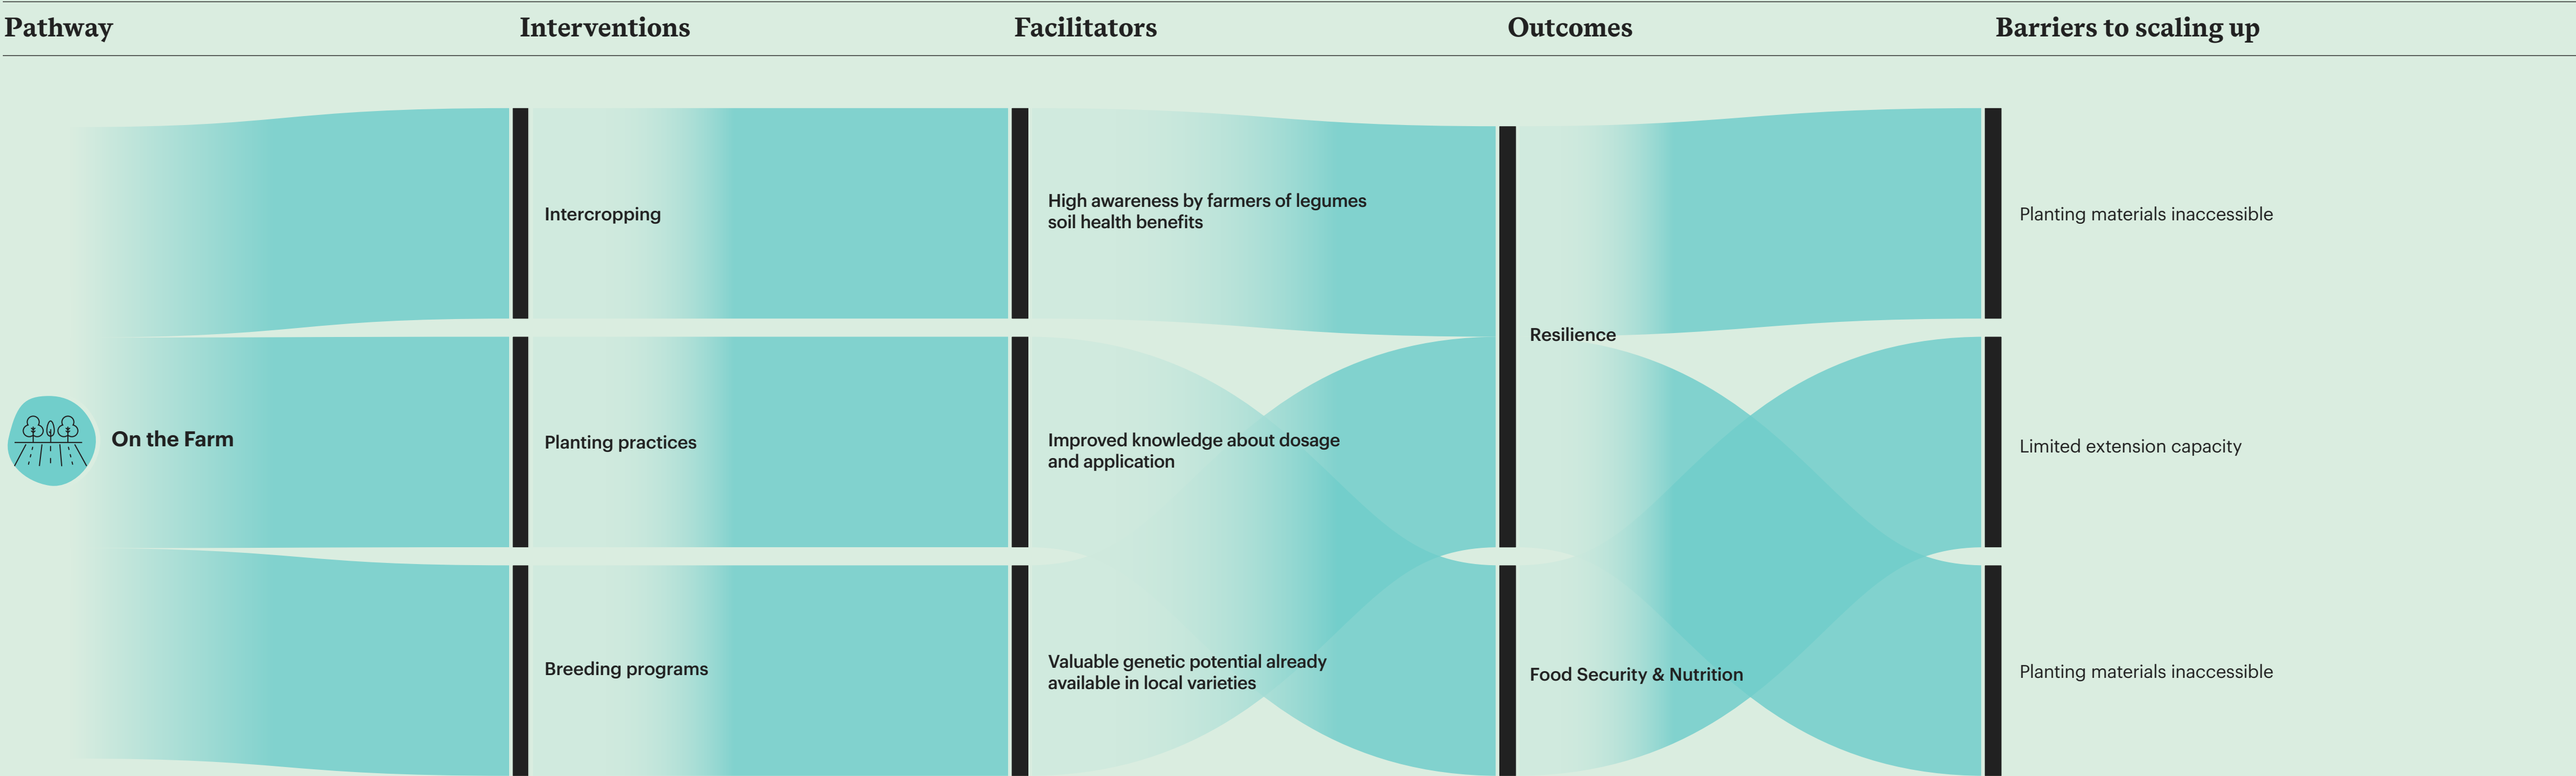 Pathway
Interventions
Facilitators
Outcomes
Barriers to scaling up
On the Farm
Intercropping
Planting practices
Breeding programs
High awareness by farmers of legumes
soil health benefits
Improved knowledge about dosage
and application
Valuable genetic potential already
available in local varieties
Resilience
Food Security & Nutrition
Planting materials inaccessible
Limited extension capacity
Planting materials inaccessible